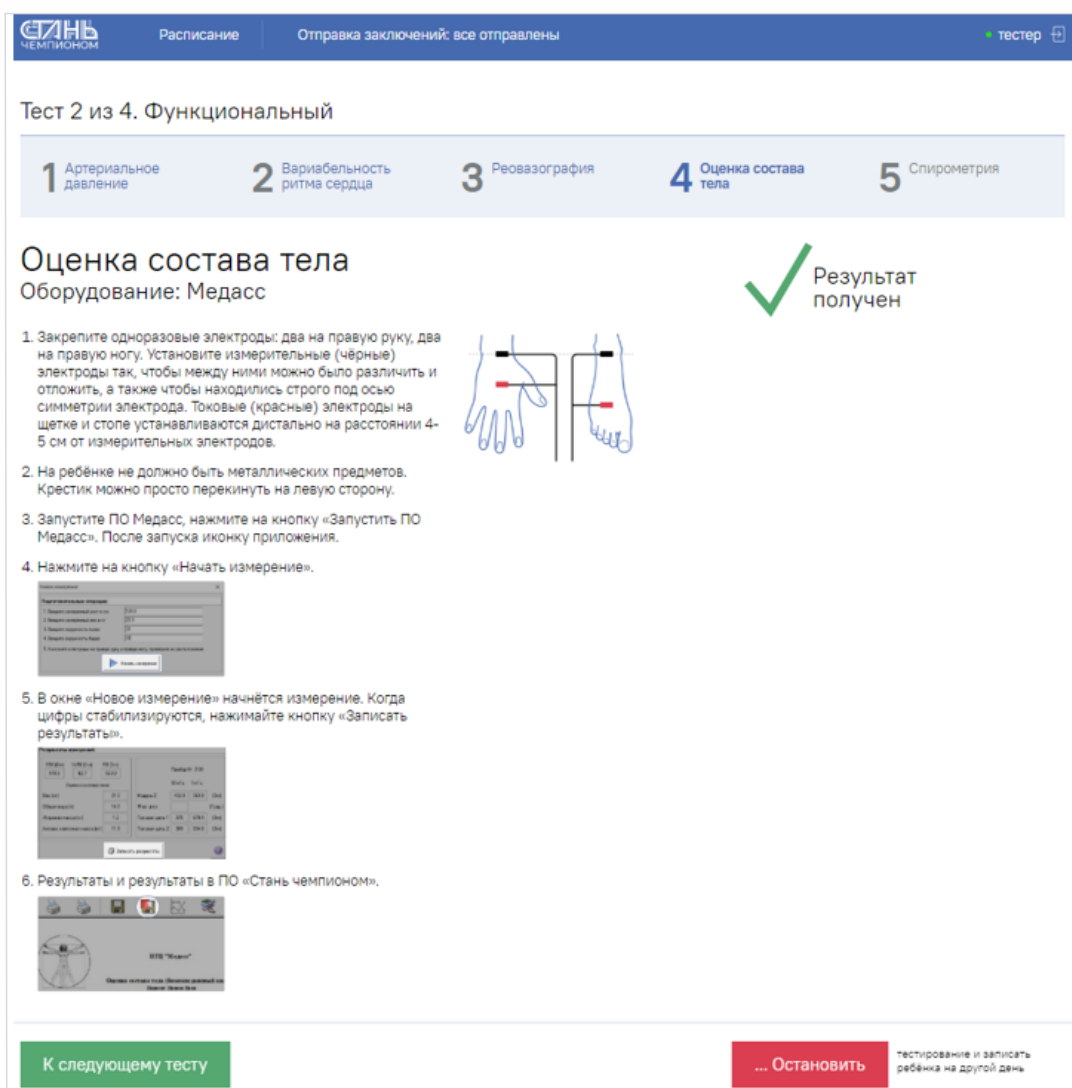 СТАНЬ
ЧЕМПИОНОМ
Расписание
Отправка заключений: все отправлены
тестер
Тест 2 из 4. Функциональный
1 Артериальное
давление
2 Вариабельность
ритма сердца
3 Реовазография
4 Оценка состава
тела
5 Спирометрия
Оценка состава тела
Оборудование: Медасс
Результат
получен
1. Закрепите одноразовые электроды: два на правую руку, два
на правую ногу. Установите измерительные (чёрные)
электроды так, чтобы между ними можно было различить и
отложить, а также чтобы находились строго под осью
симметрии электрода. Токовые (красные) электроды на
щетке и стопе устанавливаются дистально на расстоянии 4-
5 см от измерительных электродов.
2. На ребёнке не должно быть металлических предметов.
Крестик можно просто перекинуть на левую сторону.
3. Запустите ПО Медасс, нажмите на кнопку «Запустить ПО
Медасс». После запуска иконку приложения.
4. Нажмите на кнопку «Начать измерение».
5. В окне «Новое измерение» начнётся измерение. Когда
цифры стабилизируются, нажимайте кнопку «Записать
результаты».
Результаты измерений
6. Результаты и результаты в ПО «Стань чемпионом».
НТЦ "Медасс"
К следующему тесту
... Остановить
тестирование и записать
ребёнка на другой день